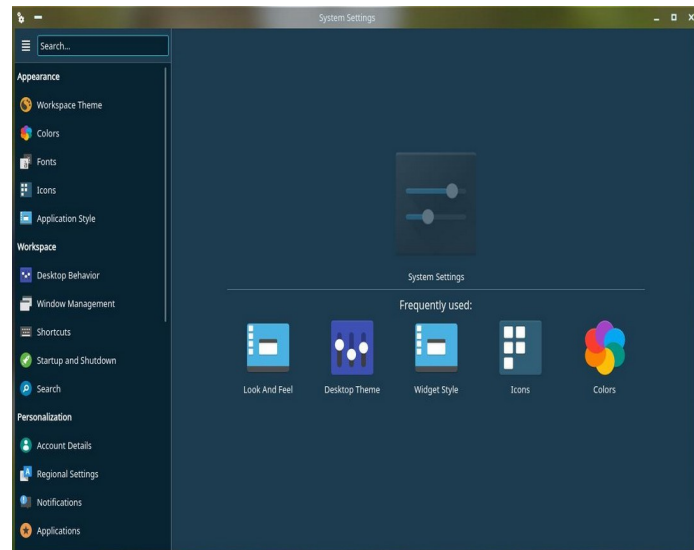 System Settings
Search...
Appearance
Workspace Theme
Colors
Fonts
Icons
Application Style
Workspace
Desktop Behavior
Window Management
Shortcuts
Startup and Shutdown
Search
Personalization
Account Details
Regional Settings
Notifications
Applications
System Settings
Frequently used:
Look And Feel Desktop Theme Widget Style Icons Colors